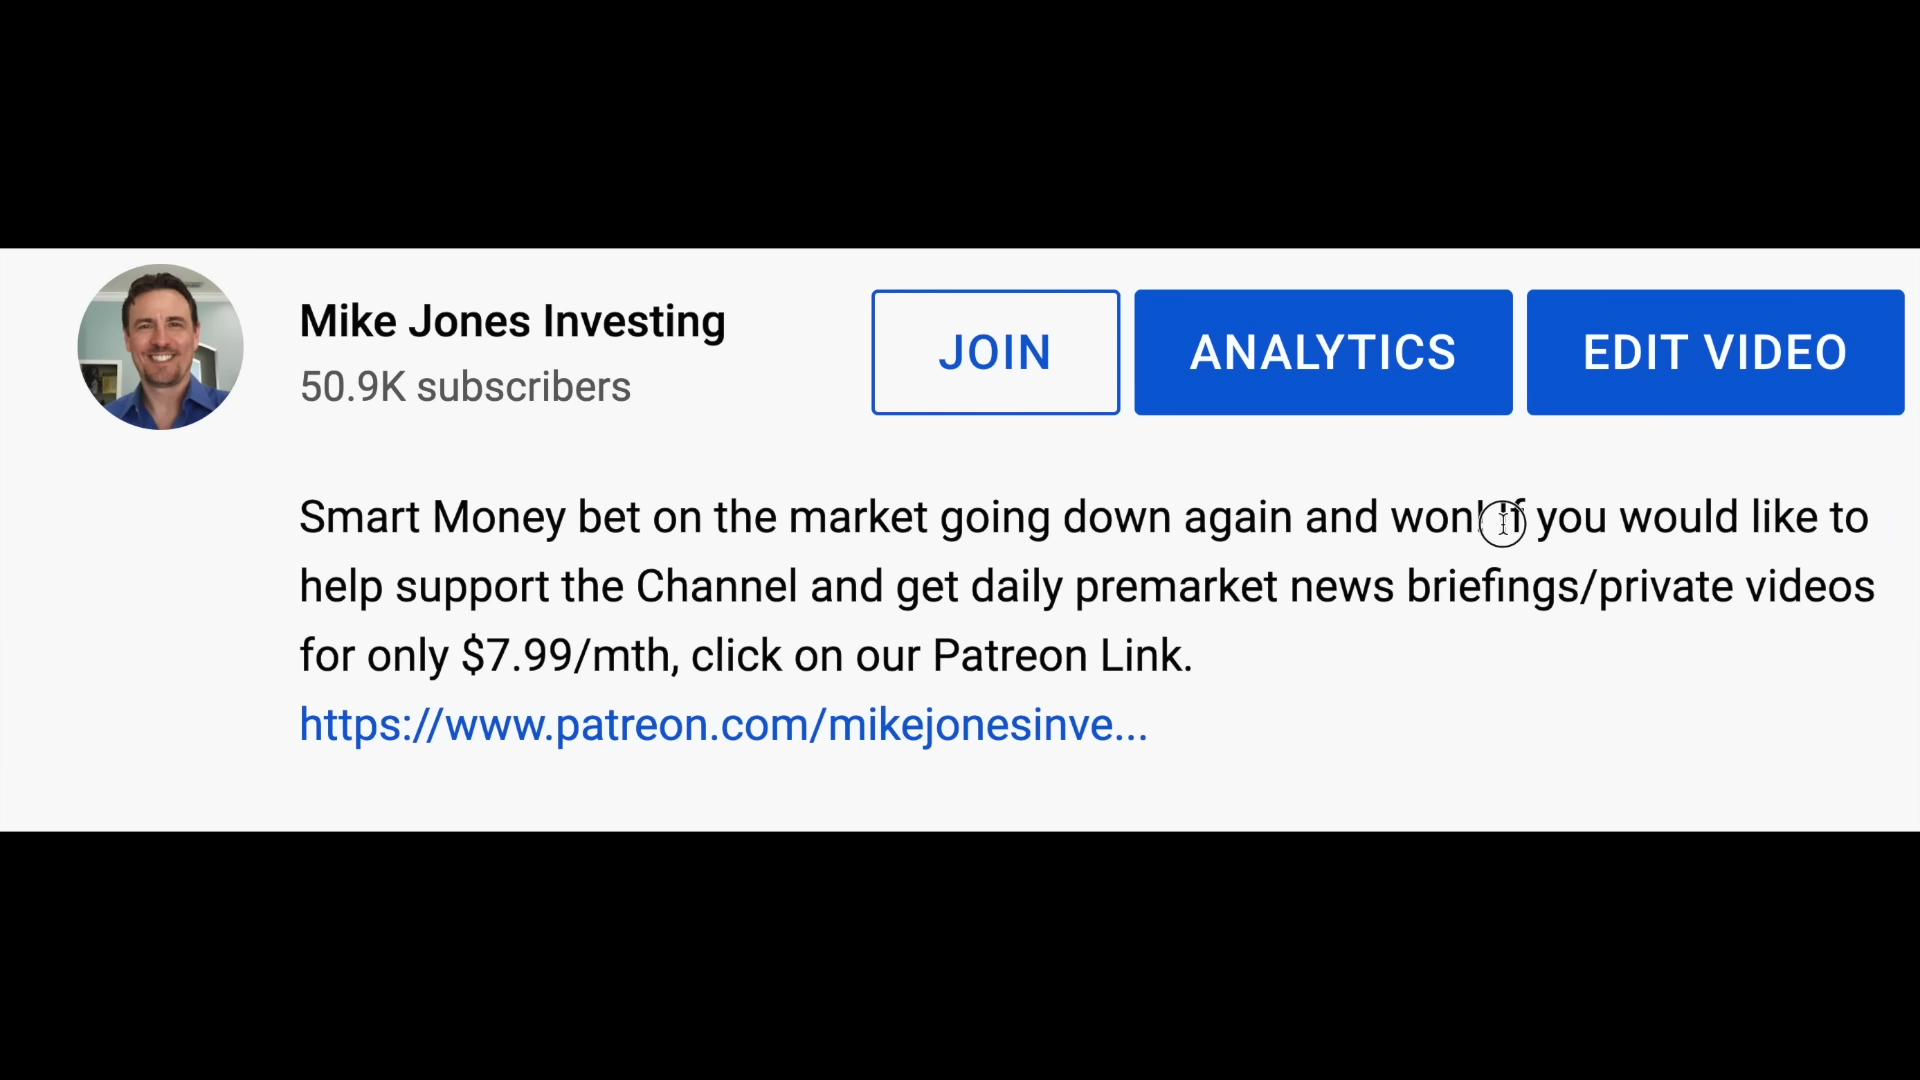 Mike Jones Investing
50.9K subscribers
JOIN
ANALYTICS
EDIT VIDEO
Smart Money bet on the market going down again and won! If you would like to
help support the Channel and get daily premarket news briefings/private videos
for only $7.99/mth, click on our Patreon Link.
https://www.patreon.com/mikejonesinve...